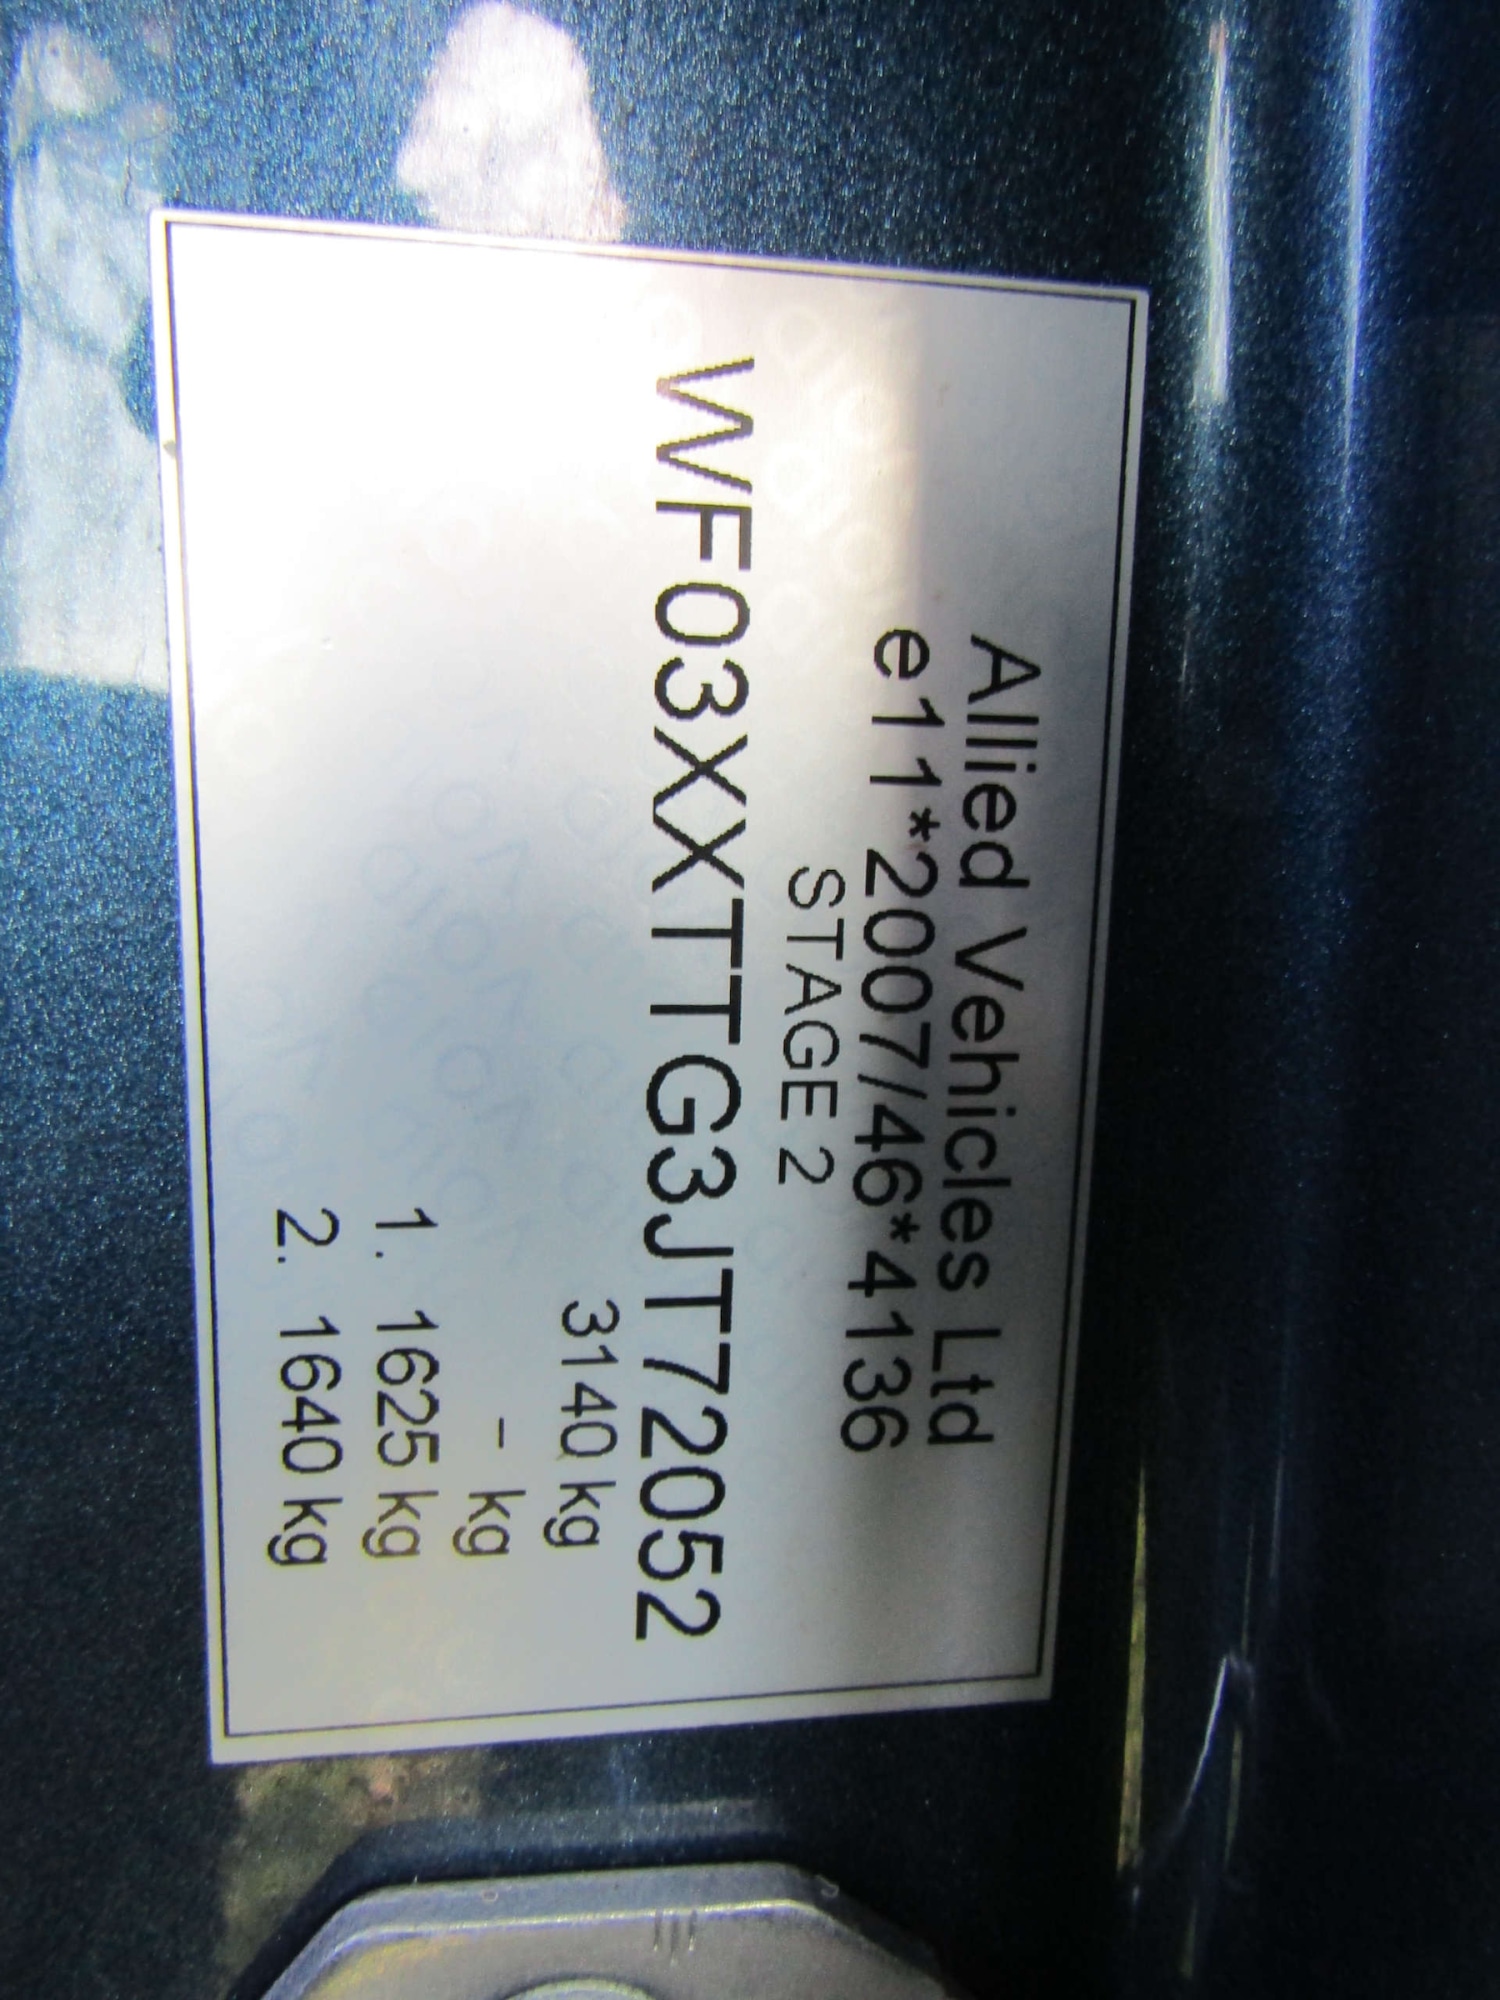 Allied Vehicles Ltd
e11*2007/46*4136
STAGE 2
WF03XXTTG3JT72052
3140 kg
- kg
1. 1625 kg
2. 1640 kg